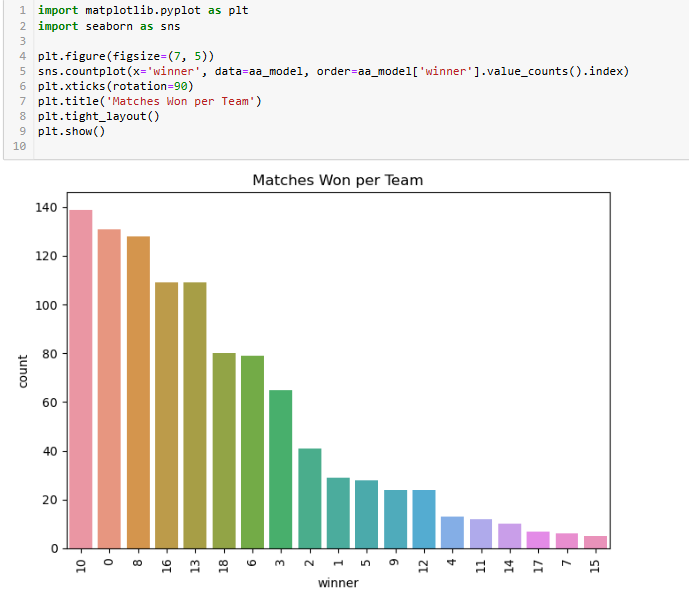 1 import matplotlib.pyplot as plt
2 import seaborn as sns
3
4 plt.figure(figsize=(7, 5))
5 sns.countplot(x='winner', data=aa_model, order=aa_model['winner'].value_counts().index)
6 plt.xticks(rotation=90)
7 plt.title('Matches Won per Team')
8 plt.tight_layout()
9 plt.show()
10
Matches Won per Team
140
120
100
80
60
40
20
0
count
10 0 8 16 13 18 6 3 2 1 5 9 12 4 11 14 17 7 15
winner